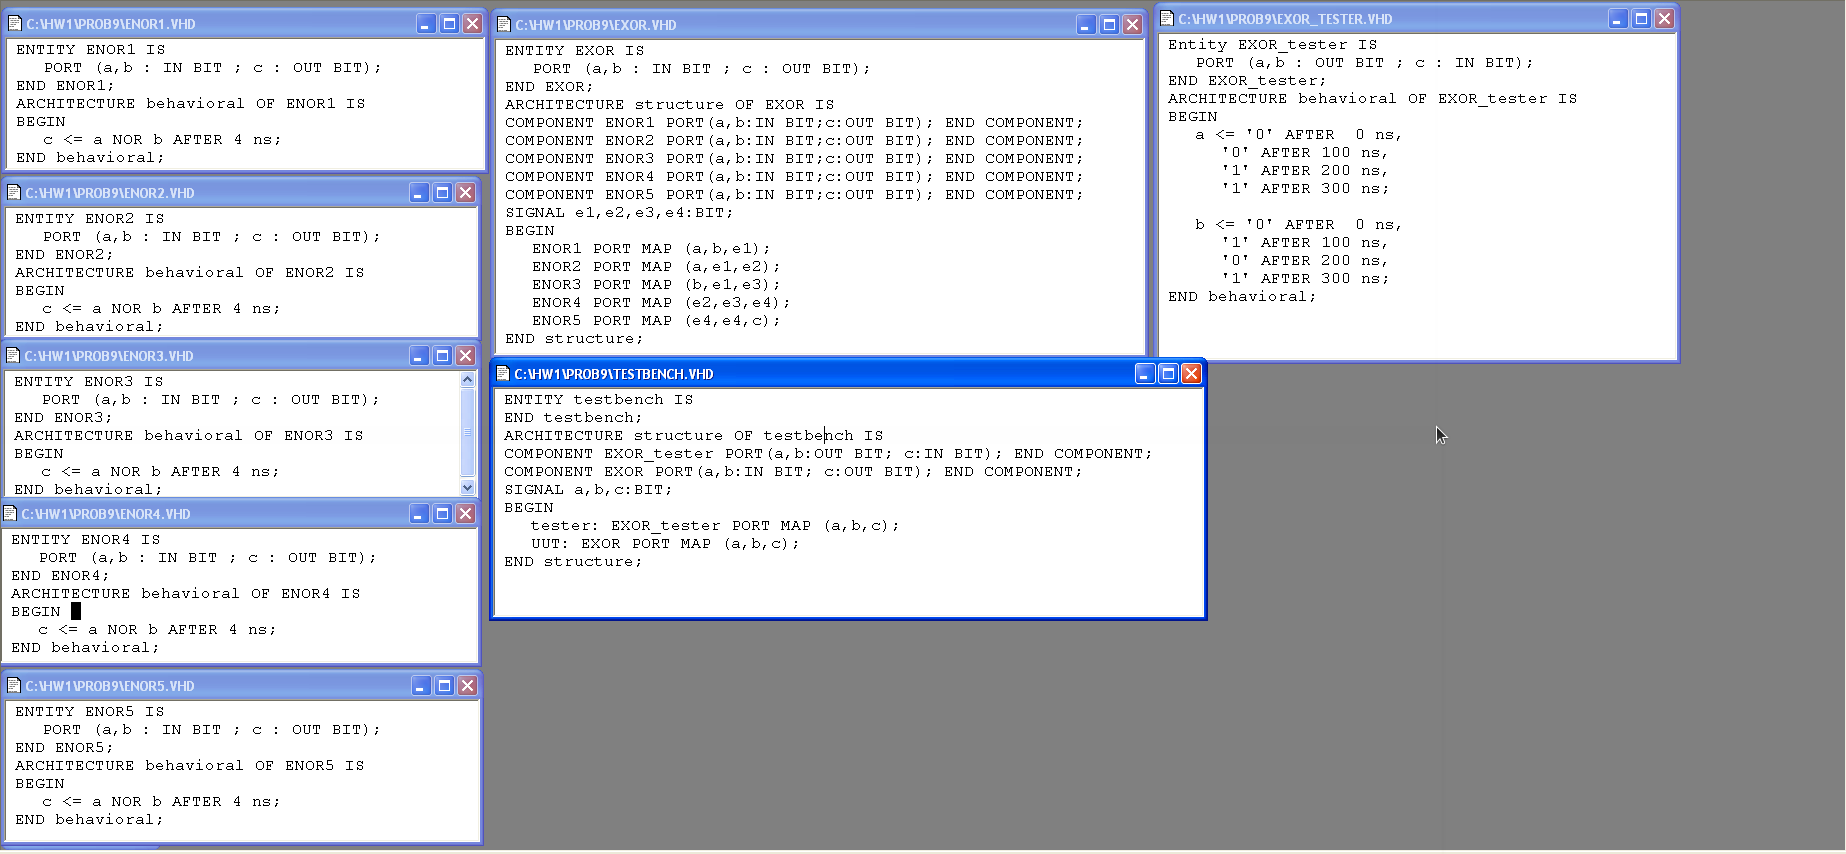 C:\HW1\PROB9\ENOR1.VHD
ENTITY ENOR1 IS
PORT (a,b : IN BIT ; c : OUT BIT);
END ENOR1;
ARCHITECTURE behavioral OF ENOR1 IS
BEGIN
c <= a NOR b AFTER 4 ns;
END behavioral;
C:\HW1\PROB9\ENOR2.VHD
ENTITY ENOR2 IS
PORT (a,b : IN BIT ; c : OUT BIT);
END ENOR2;
ARCHITECTURE behavioral OF ENOR2 IS
BEGIN
c <= a NOR b AFTER 4 ns;
END behavioral;
C:\HW1\PROB9\ENOR3.VHD
ENTITY ENOR3 IS
PORT (a,b : IN BIT ; c : OUT BIT);
END ENOR3;
ARCHITECTURE behavioral OF ENOR3 IS
BEGIN
c <= a NOR b AFTER 4 ns;
END behavioral;
C:\HW1\PROB9\ENOR4.VHD
ENTITY ENOR4 IS
PORT (a,b : IN BIT ; c : OUT BIT);
END ENOR4;
ARCHITECTURE behavioral OF ENOR4 IS
BEGIN
c <= a NOR b AFTER 4 ns;
END behavioral;
C:\HW1\PROB9\ENOR5.VHD
ENTITY ENOR5 IS
PORT (a,b : IN BIT ; c : OUT BIT);
END ENOR5;
ARCHITECTURE behavioral OF ENOR5 IS
BEGIN
c <= a NOR b AFTER 4 ns;
END behavioral;
C:\HW1\PROB9\EXOR.VHD
ENTITY EXOR IS
PORT (a,b : IN BIT ; c : OUT BIT);
END EXOR;
ARCHITECTURE structure OF EXOR IS
COMPONENT ENOR1 PORT(a,b:IN BIT;c:OUT BIT); END COMPONENT;
COMPONENT ENOR2 PORT(a,b:IN BIT;c:OUT BIT); END COMPONENT;
COMPONENT ENOR3 PORT(a,b:IN BIT;c:OUT BIT); END COMPONENT;
COMPONENT ENOR4 PORT(a,b:IN BIT;c:OUT BIT); END COMPONENT;
COMPONENT ENOR5 PORT(a,b:IN BIT;c:OUT BIT); END COMPONENT;
SIGNAL e1,e2,e3,e4:BIT;
BEGIN
ENOR1 PORT MAP (a,b,e1);
ENOR2 PORT MAP (a,e1,e2);
ENOR3 PORT MAP (b,e1,e3);
ENOR4 PORT MAP (e2,e3,e4);
ENOR5 PORT MAP (e4,e4,c);
END structure;
C:\HW1\PROB9\TESTBENCH.VHD
ENTITY testbench IS
END testbench;
ARCHITECTURE structure OF testbench IS
COMPONENT EXOR_tester PORT(a,b:OUT BIT; c:IN BIT); END COMPONENT;
COMPONENT EXOR PORT(a,b:IN BIT; c:OUT BIT); END COMPONENT;
SIGNAL a,b,c:BIT;
BEGIN
tester: EXOR_tester PORT MAP (a,b,c);
UUT: EXOR PORT MAP (a,b,c);
END structure;
C:\HW1\PROB9\EXOR_TESTER.VHD
Entity EXOR_tester IS
PORT (a,b : OUT BIT ; c : IN BIT);
END EXOR_tester;
ARCHITECTURE behavioral OF EXOR_tester IS
BEGIN
a <= '0' AFTER 0 ns,
'0' AFTER 100 ns,
'1' AFTER 200 ns,
'1' AFTER 300 ns;
b <= '0' AFTER 0 ns,
'1' AFTER 100 ns,
'0' AFTER 200 ns,
'1' AFTER 300 ns;
END behavioral;